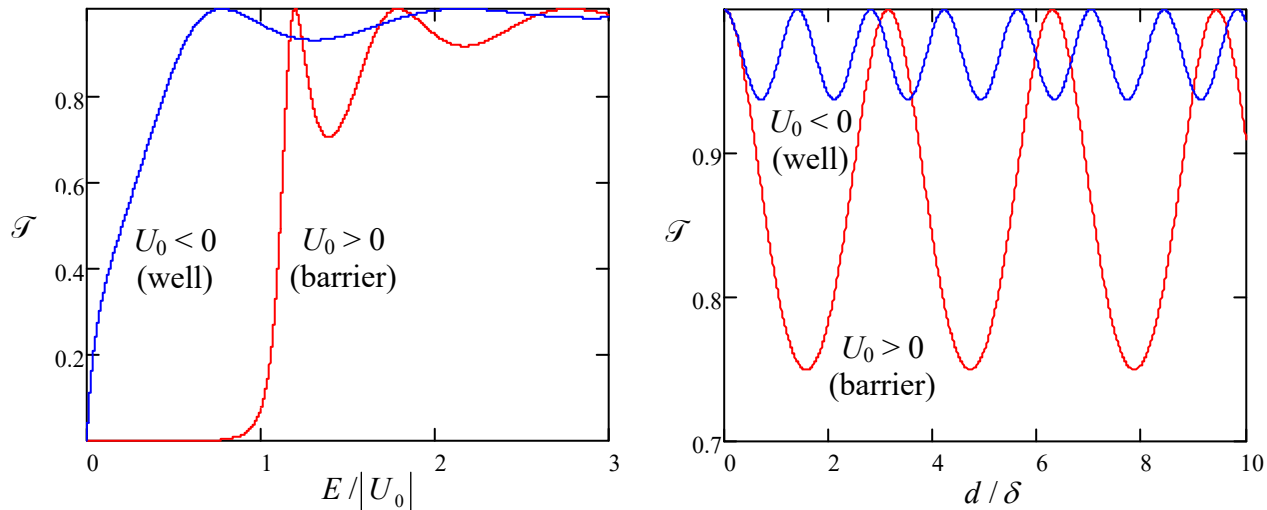 0.8
0.6
0.4
0.2
𝒯
U₀ < 0
(well)
U₀ > 0
(barrier)
0
1
2
3
E / |U₀|
0.9
0.8
0.7
𝒯
U₀ < 0
(well)
U₀ > 0
(barrier)
0
2
4
6
8
10
d / δ